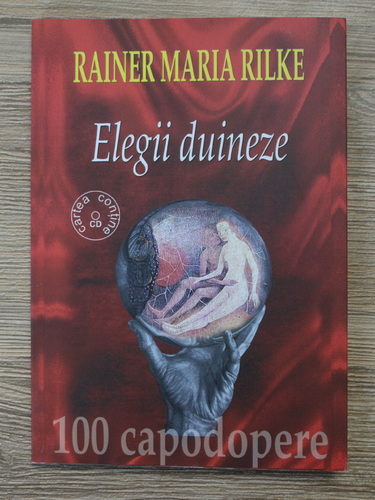 RAINER MARIA RILKE
Elegii duineze
cartea conține
CD
100 capodopere